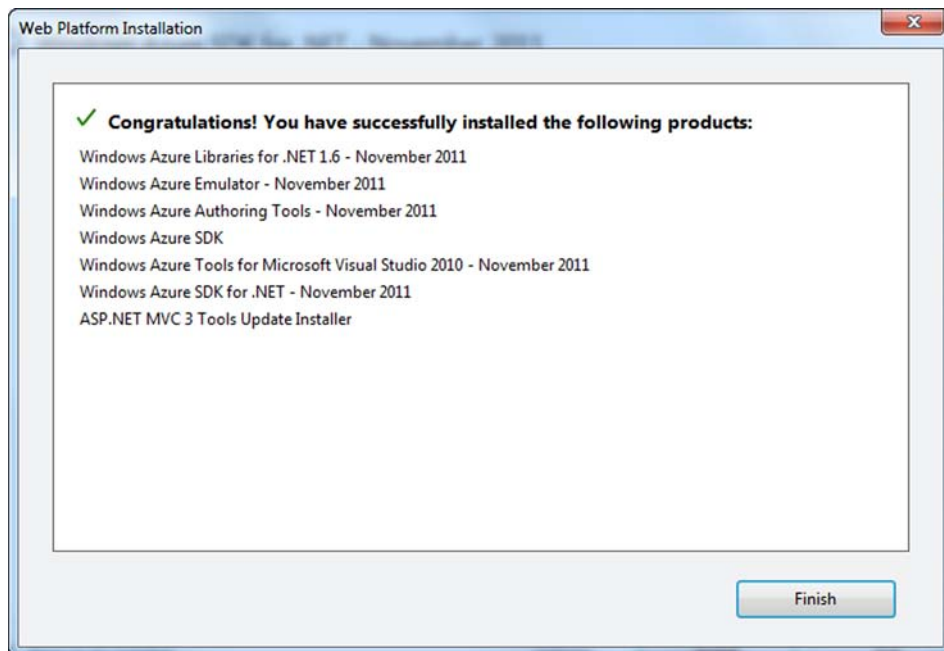 Web Platform Installation
Congratulations! You have successfully installed the following products:
Windows Azure Libraries for .NET 1.6 - November 2011
Windows Azure Emulator - November 2011
Windows Azure Authoring Tools - November 2011
Windows Azure SDK
Windows Azure Tools for Microsoft Visual Studio 2010 - November 2011
Windows Azure SDK for .NET - November 2011
ASP.NET MVC 3 Tools Update Installer
Finish